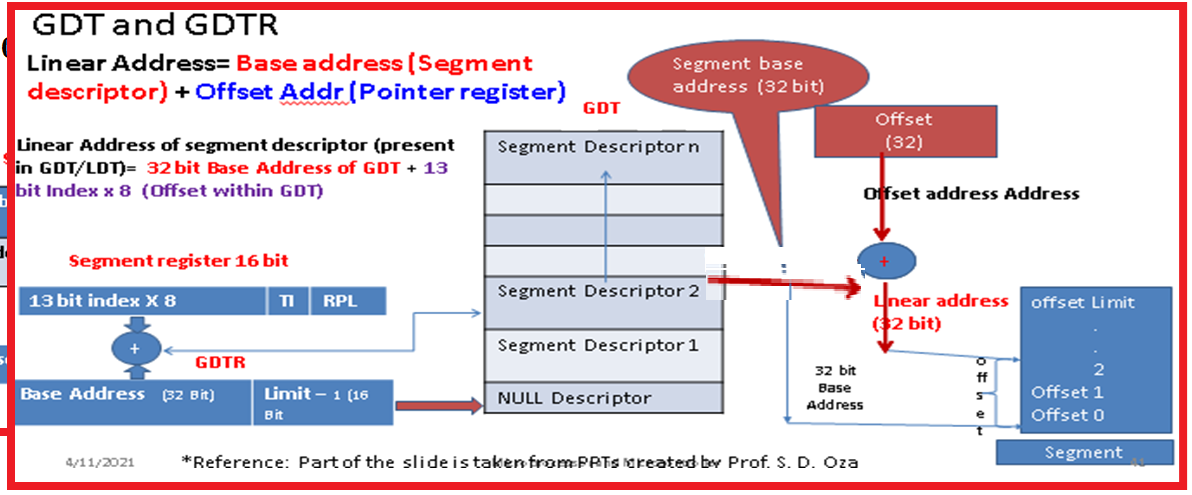 GDT and GDTR
Linear Address= Base address (Segment
descriptor) + Offset Addr (Pointer register)
Segment base
address (32 bit)
GDT
Offset
(32)
Linear Address of segment descriptor (present
in GDT/LDT)= 32 bit Base Address of GDT + 13
bit Index x 8 (Offset within GDT)
Segment Descriptor n
Offset address Address
Segment register 16 bit
+
13 bit index X 8 TI RPL
Segment Descriptor 2
Linear address
(32 bit)
offset Limit
.
.
2
Offset 1
Offset 0
+
GDTR
Segment Descriptor 1
32 bit
Base
Address
o
ff
s
e
t
Base Address (32 Bit) Limit – 1 (16
Bit
NULL Descriptor
Segment
4/11/2021
*Reference: Part of the slide is taken from PPTs created by Prof. S. D. Oza
41